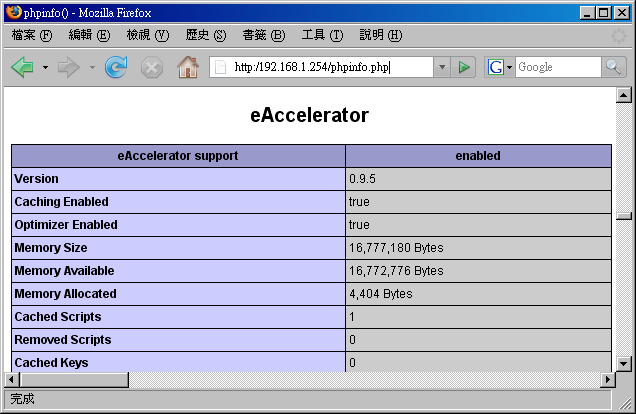 phpinfo() - Mozilla Firefox
檔案 (F) 編輯 (E) 檢視 (V) 歷史 (S) 書籤 (B) 工具 (T) 說明 (H)
http:/192.168.1.254/phpinfo.php G Google
eAccelerator
eAccelerator support enabled
Version 0.9.5
Caching Enabled true
Optimizer Enabled true
Memory Size 16,777,180 Bytes
Memory Available 16,772,776 Bytes
Memory Allocated 4,404 Bytes
Cached Scripts 1
Removed Scripts 0
Cached Keys 0
完成